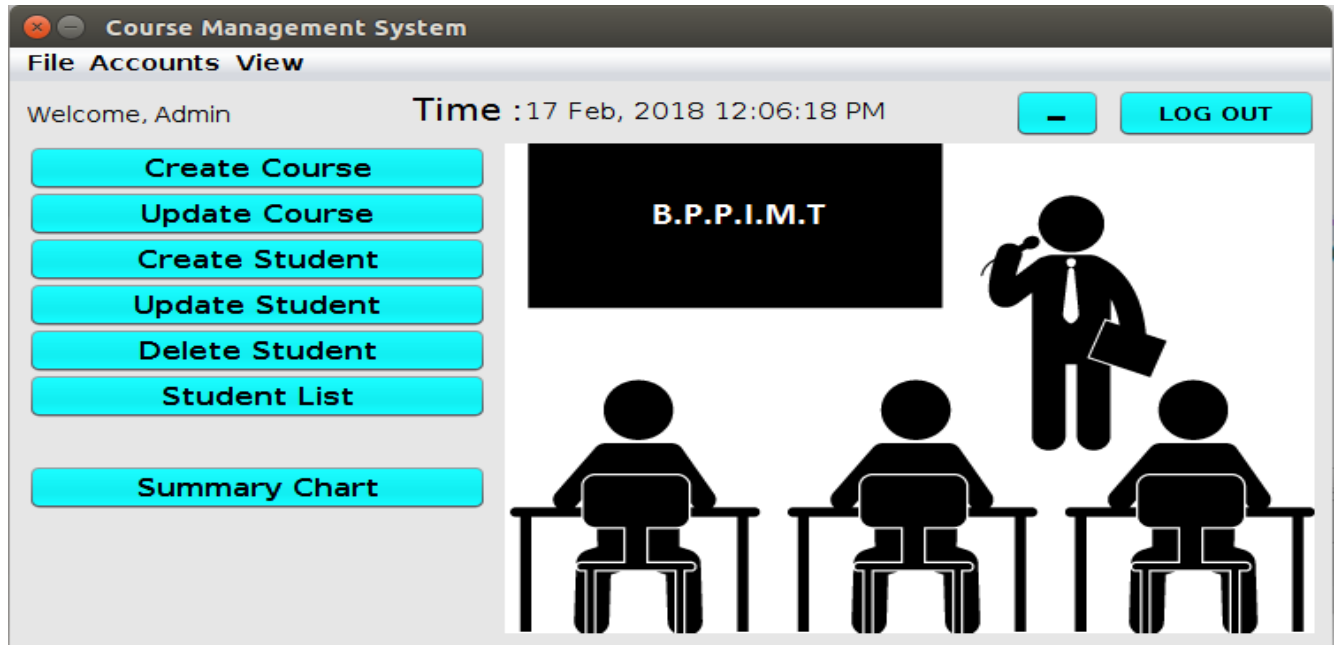 Course Management System
File Accounts View
Welcome, Admin
Time : 17 Feb, 2018 12:06:18 PM
-
LOG OUT
Create Course
Update Course
Create Student
Update Student
Delete Student
Student List
Summary Chart
B.P.P.I.M.T